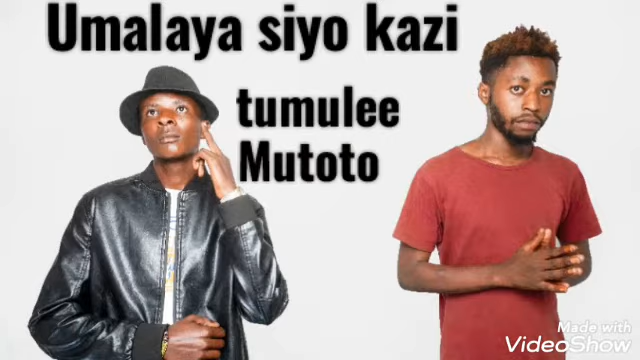 Umalaya siyo kazi
tumulee
Mutoto
Made with
VideoShow